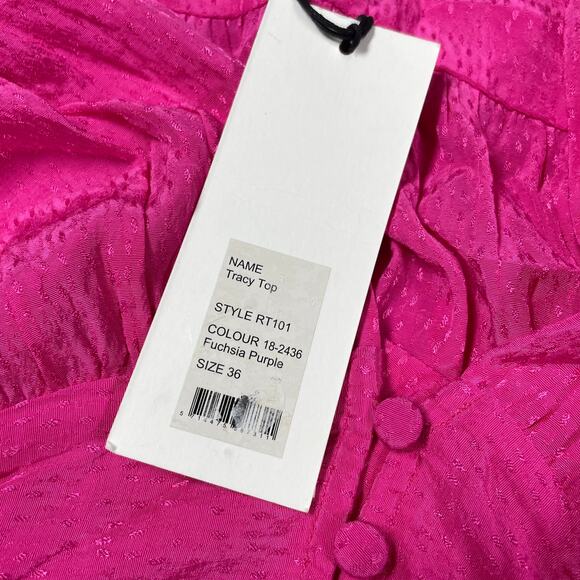 NAME
Tracy Top
STYLE RT101
COLOUR 18-2436
Fuchsia Purple
SIZE 36